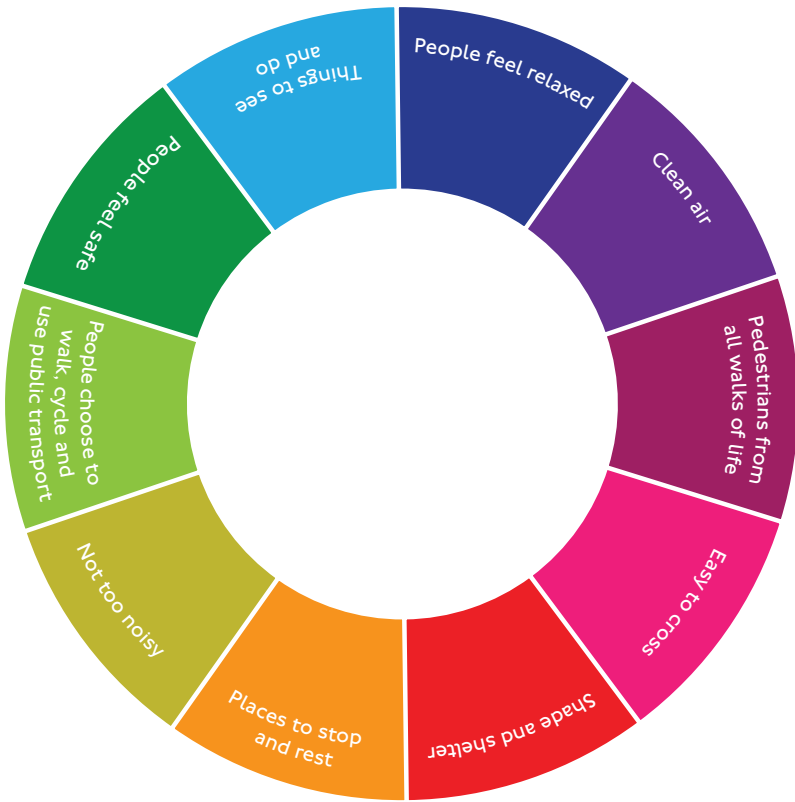 People feel relaxed
Clean air
Pedestrians from
all walks of life
Easy to cross
Shade and shelter
Places to stop
and rest
Not too noisy
People choose to
walk, cycle and
use public transport
People feel safe
Things to see
and do